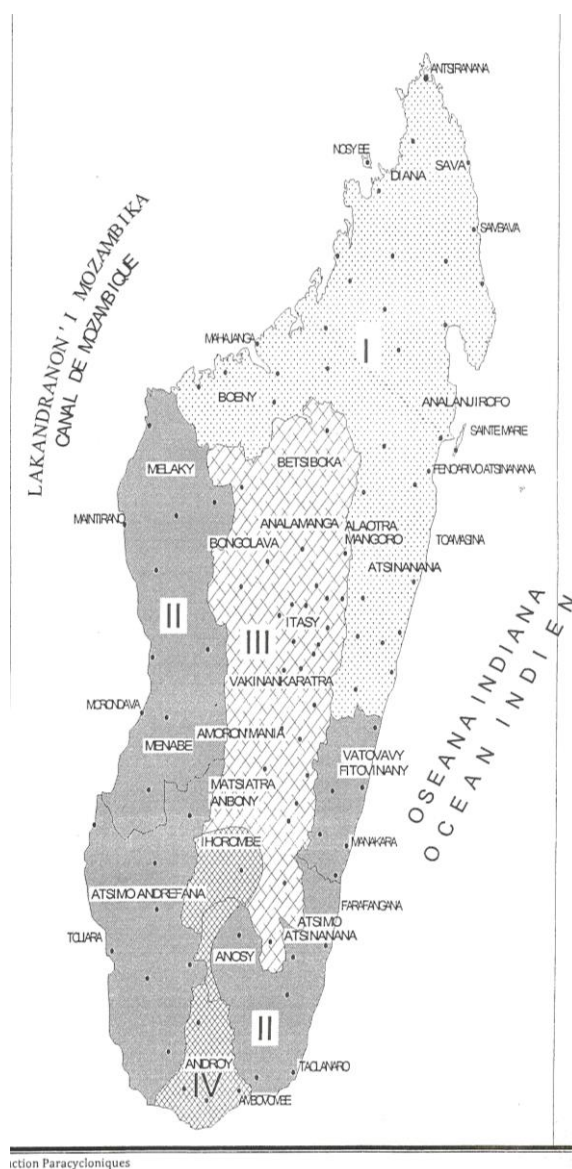 ANTSIRANANA
NOSY BE
DIANA
SAVA
SAMBAVA
LAKANDRANON'I MOZAMBIKA
CANAL DE MOZAMBIQUE
MAHAJANGA
I
BOENY
ANALANJIROFO
SAINTE MARIE
BETSIBOKA
MELAKY
FENOARIVO ATSINANANA
MAINTIRANO
ANALAMANGA
ALAOTRA
MANGORO
BONGOLAVA
TOAMASINA
ATSINANANA
II
ITASY
III
OSEANA INDIANA
OCEAN INDIEN
VAKINANKARATRA
MORONDAVA
AMORON'MANIA
MENABE
VATOVAVY
FITOVINANY
MATSIATRA
AMBONY
IHOROMBE
MANAKARA
ATSIMO ANDREFANA
FARAFANGANA
ATSIMO
ATSINANANA
TOLIARA
ANOSY
II
ANDROY
TAOLANARO
IV
AMBOVOMBE
ction Paracycloniques